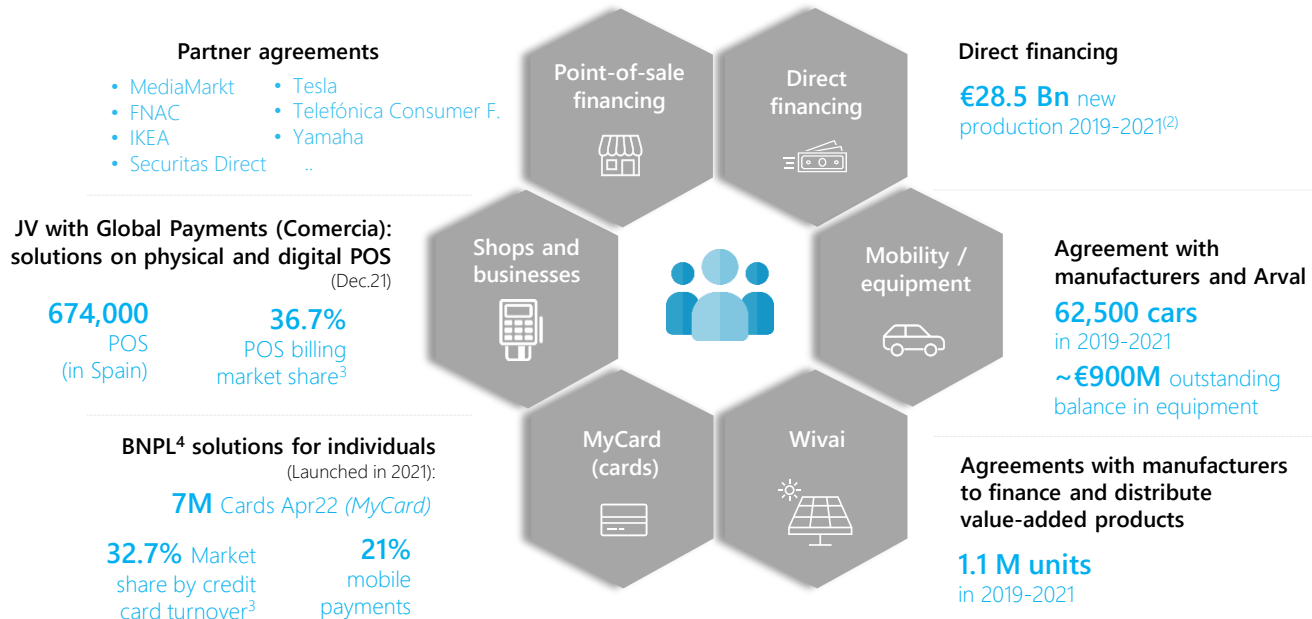 Partner agreements
• MediaMarkt
• FNAC
• IKEA
• Securitas Direct
• Tesla
• Telefónica Consumer F.
• Yamaha
..
Point-of-sale
financing
Direct
financing
Direct financing
€28.5 Bn new
production 2019-2021(2)
JV with Global Payments (Comercia):
solutions on physical and digital POS
(Dec.21)
674,000
POS
(in Spain)
36.7%
POS billing
market share3
Shops and
businesses
Mobility /
equipment
Agreement with
manufacturers and Arval
62,500 cars
in 2019-2021
~€900M outstanding
balance in equipment
BNPL4 solutions for individuals
(Launched in 2021):
7M Cards Apr22 (MyCard)
32.7% Market
share by credit
card turnover3
21%
mobile
payments
MyCard
(cards)
Wivai
Agreements with manufacturers
to finance and distribute
value-added products
1.1 M units
in 2019-2021